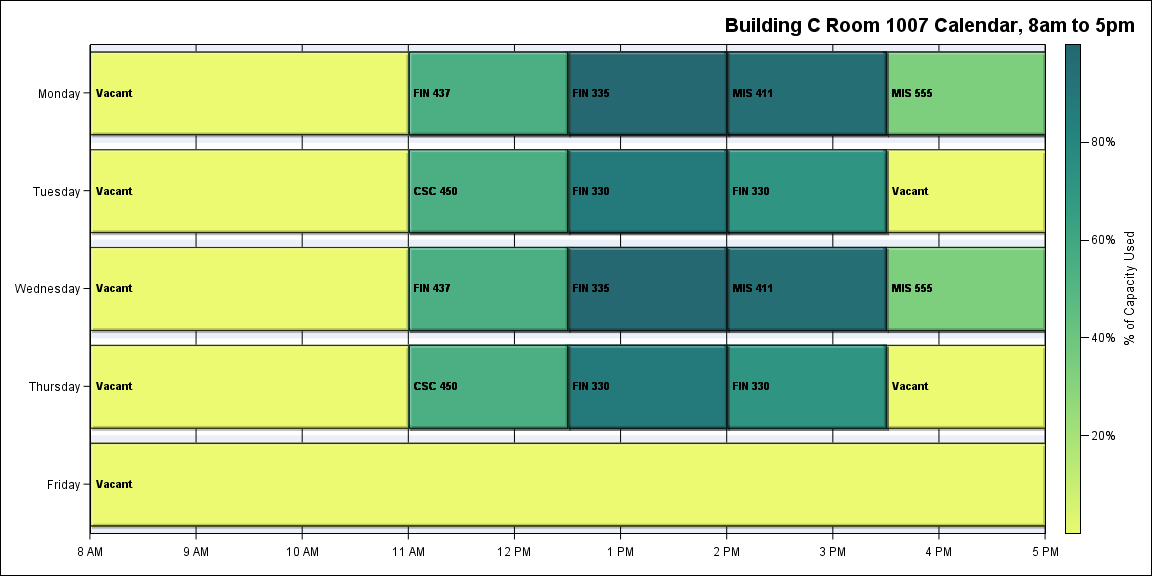 Building C Room 1007 Calendar, 8am to 5pm
Monday
Vacant
FIN 437
FIN 335
MIS 411
MIS 555
Tuesday
Vacant
CSC 450
FIN 330
FIN 330
Vacant
Wednesday
Vacant
FIN 437
FIN 335
MIS 411
MIS 555
Thursday
Vacant
CSC 450
FIN 330
FIN 330
Vacant
Friday
Vacant
8 AM
9 AM
10 AM
11 AM
12 PM
1 PM
2 PM
3 PM
4 PM
5 PM
80%
60%
40%
20%
% of Capacity Used